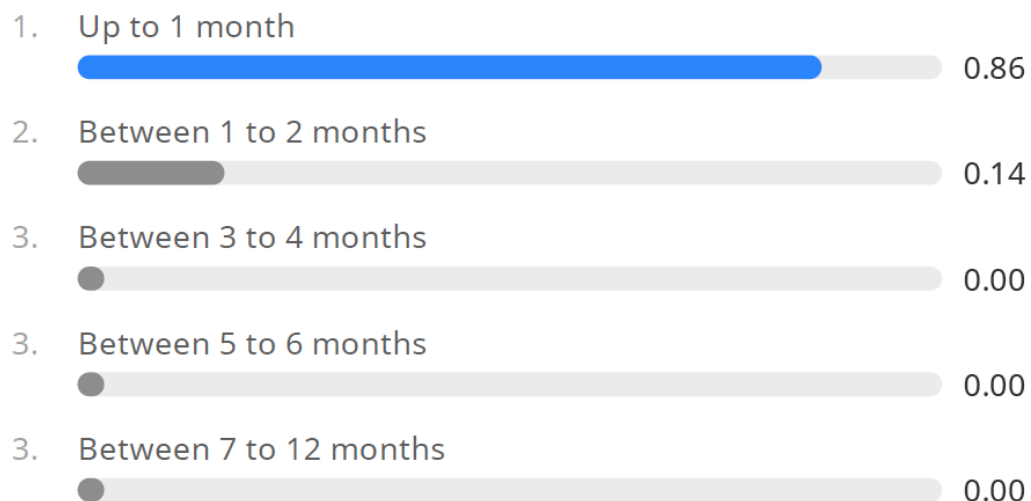 1. Up to 1 month
0.86
2. Between 1 to 2 months
0.14
3. Between 3 to 4 months
0.00
3. Between 5 to 6 months
0.00
3. Between 7 to 12 months
0.00